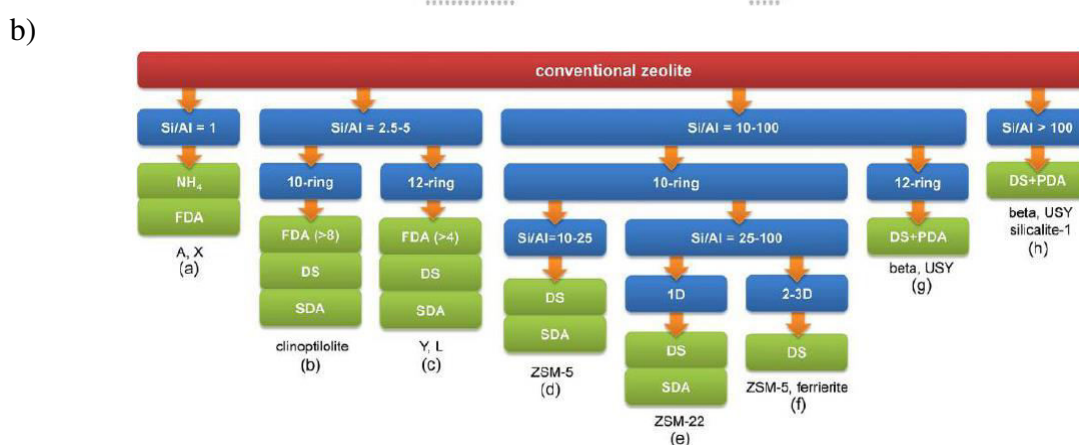 b)
conventional zeolite
Si/Al = 1
Si/Al = 2.5-5
Si/Al = 10-100
Si/Al > 100
NH₄
FDA
A, X
(a)
10-ring
12-ring
FDA (>8)
DS
SDA
clinoptilolite
(b)
FDA (>4)
DS
SDA
Y, L
(c)
10-ring
12-ring
Si/Al=10-25
Si/Al = 25-100
DS
SDA
ZSM-5
(d)
1D
2-3D
DS
SDA
ZSM-22
(e)
DS
ZSM-5, ferrierite
(f)
DS+PDA
beta, USY
(g)
DS+PDA
beta, USY
silicalite-1
(h)